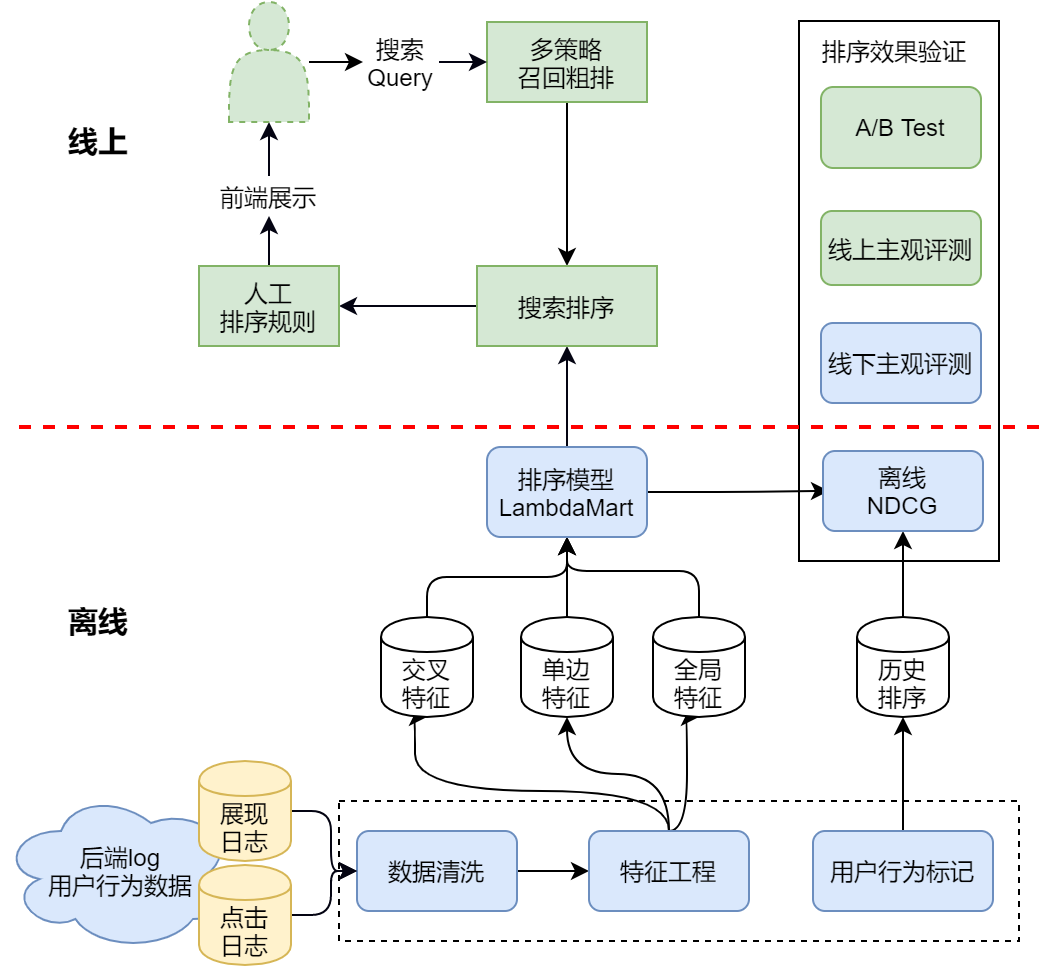 搜索
Query
多策略
召回粗排
排序效果验证
A/B Test
线上
前端展示
线上主观评测
人工
排序规则
搜索排序
线下主观评测
排序模型
LambdaMart
离线
NDCG
离线
交叉
特征
单边
特征
全局
特征
历史
排序
展现
日志
后端log
用户行为数据
点击
日志
数据清洗
特征工程
用户行为标记